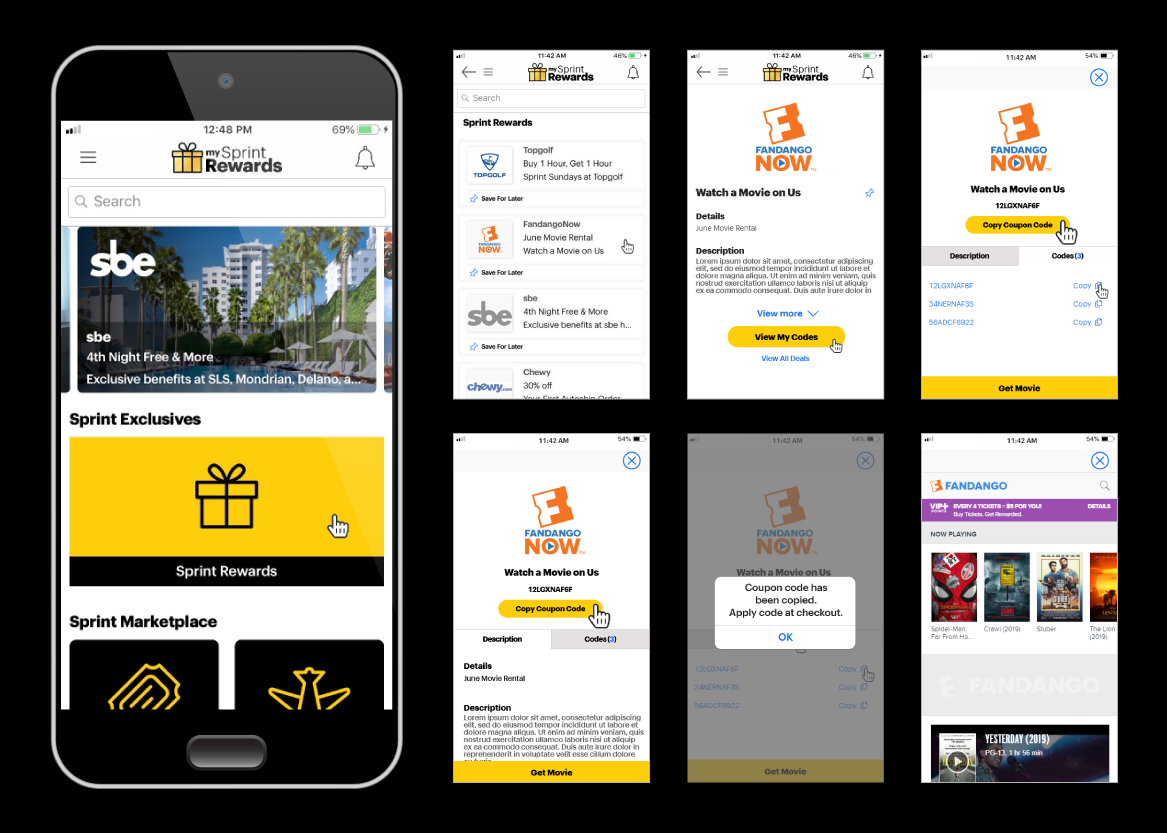 12:48 PM
69%
my Sprint
Rewards
Search
sbe
sbe
4th Night Free & More
Exclusive benefits at SLS, Mondrian, Delano, a...
Sprint Exclusives
Sprint Rewards
Sprint Marketplace
11:42 AM
46%
my Sprint
Rewards
Search
Sprint Rewards
TOPGOLF
Topgolf
Buy 1 Hour, Get 1 Hour
Sprint Sundays at Topgolf
Save For Later
FANDANGO
NOW
FandangoNow
June Movie Rental
Watch a Movie on Us
Save For Later
sbe
sbe
4th Night Free & More
Exclusive benefits at sbe h...
Save For Later
chewy.com
Chewy
30% off
Your First Autoship Order
11:42 AM
46%
my Sprint
Rewards
FANDANGO
NOW™
Watch a Movie on Us
Details
June Movie Rental
Description
Lorem ipsum dolor sit amet, consectetur adipiscing
elit, sed do eiusmod tempor incididunt ut labore et
dolore magna aliqua. Ut enim ad minim veniam, quis
nostrud exercitation ullamco laboris nisi ut aliquip
ex ea commodo consequat. Duis aute irure dolor in
View more
View My Codes
View All Deals
11:42 AM
54%
FANDANGO
NOW™
Watch a Movie on Us
12LGXNAF6F
Copy Coupon Code
Description
Codes (3)
12LGXNAF6F
Copy
34NERNAF3S
Copy
56ADCF8922
Copy
Get Movie
11:42 AM
54%
FANDANGO
NOW™
Watch a Movie on Us
12LGXNAF6F
Copy Coupon Code
Description
Codes (3)
Details
June Movie Rental
Description
Lorem ipsum dolor sit amet, consectetur adipiscing
elit, sed do eiusmod tempor incididunt ut labore et
dolore magna aliqua. Ut enim ad minim veniam, quis
nostrud exercitation ullamco laboris nisi ut aliquip
ex ea commodo consequat. Duis aute irure dolor in
reprehenderit in voluptate velit esse cillum dolore
eu fugia
Get Movie
11:42 AM
54%
FANDANGO
NOW™
Watch a Movie on Us
Coupon code has
been copied.
Apply code at checkout.
OK
12LGXNAF6F
Copy
34NERNAF3S
Copy
56ADCF8922
Copy
Get Movie
11:42 AM
54%
FANDANGO
VIP+
POINTS
EVERY 4 TICKETS = $5 FOR YOU!
Buy Tickets. Get Rewarded.
DETAILS
NOW PLAYING
Spider-Man:
Far From Ho...
Crawl (2019)
Stuber
The Lion
(2019)
FANDANGO
YESTERDAY (2019)
PG-13, 1 hr 56 min